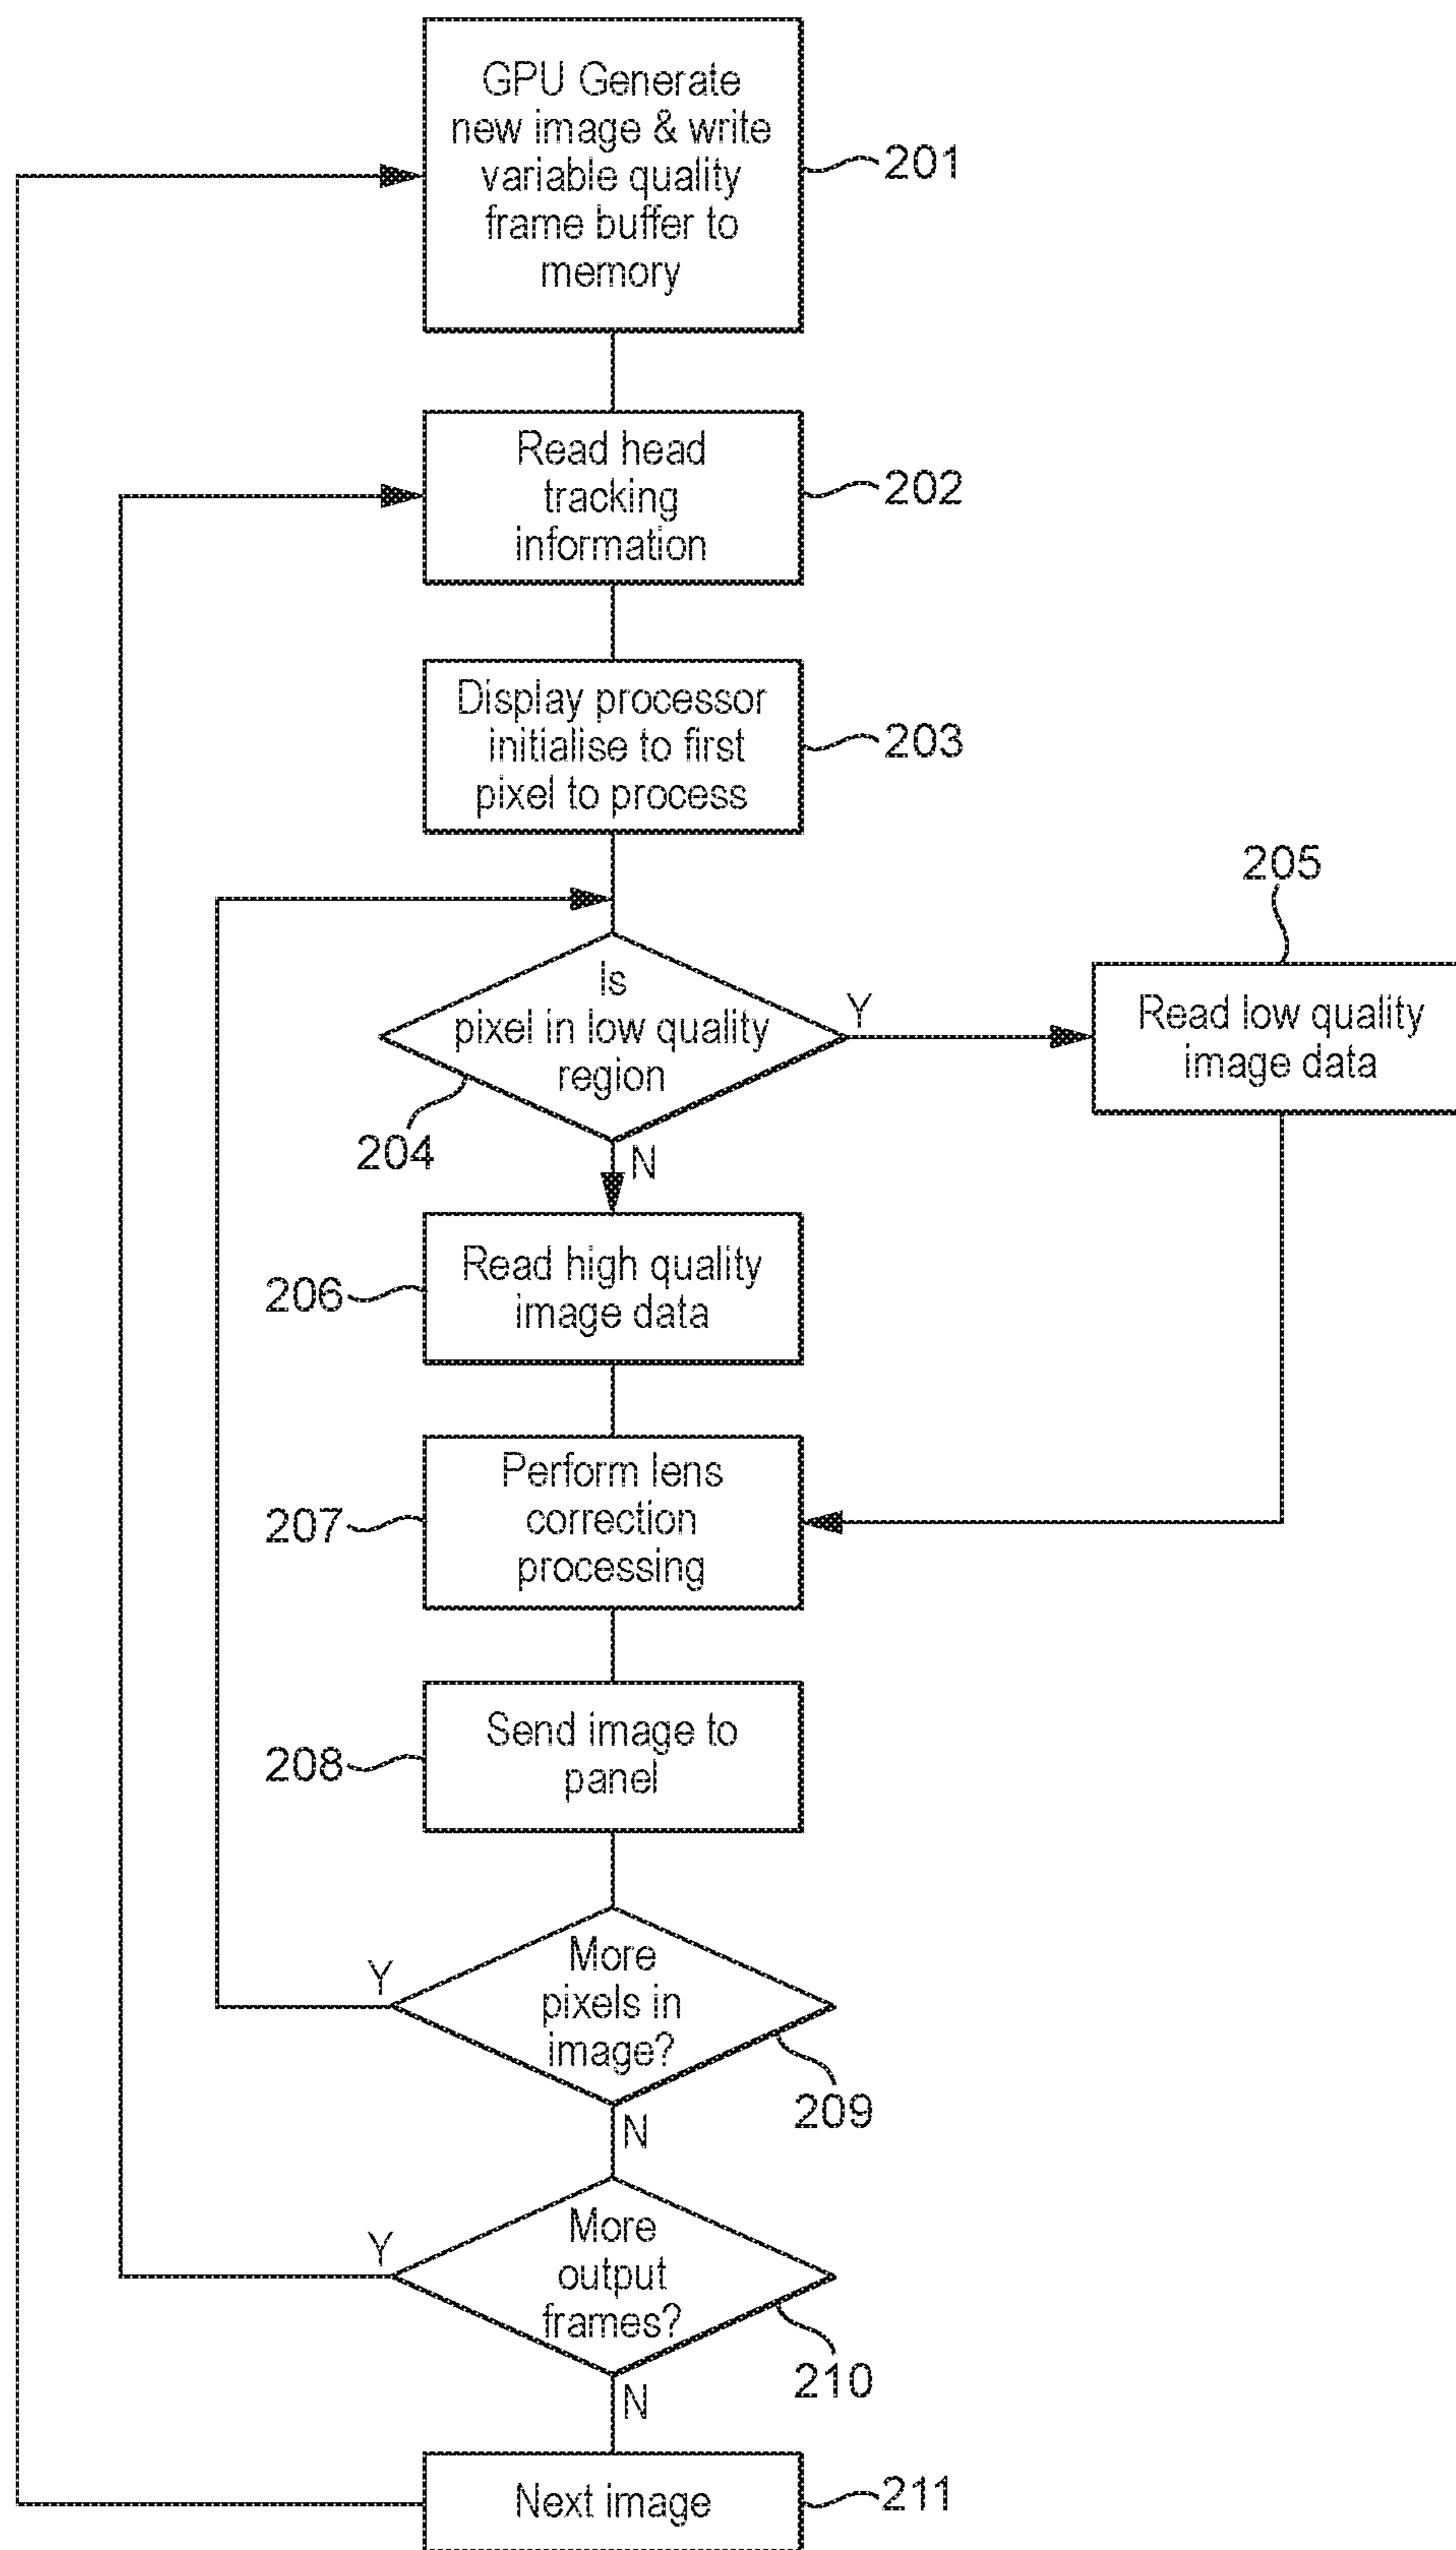 GPU Generate
new image & write
variable quality
frame buffer to
memory
201
Read head
tracking
information
202
Display processor
initialise to first
pixel to process
203
205
Is
pixel in low quality
region
Y
Read low quality
image data
204
N
Read high quality
image data
206
Perform lens
correction
processing
207
Send image to
panel
208
More
pixels in
image?
Y
209
N
More
output
frames?
Y
210
N
Next image
211